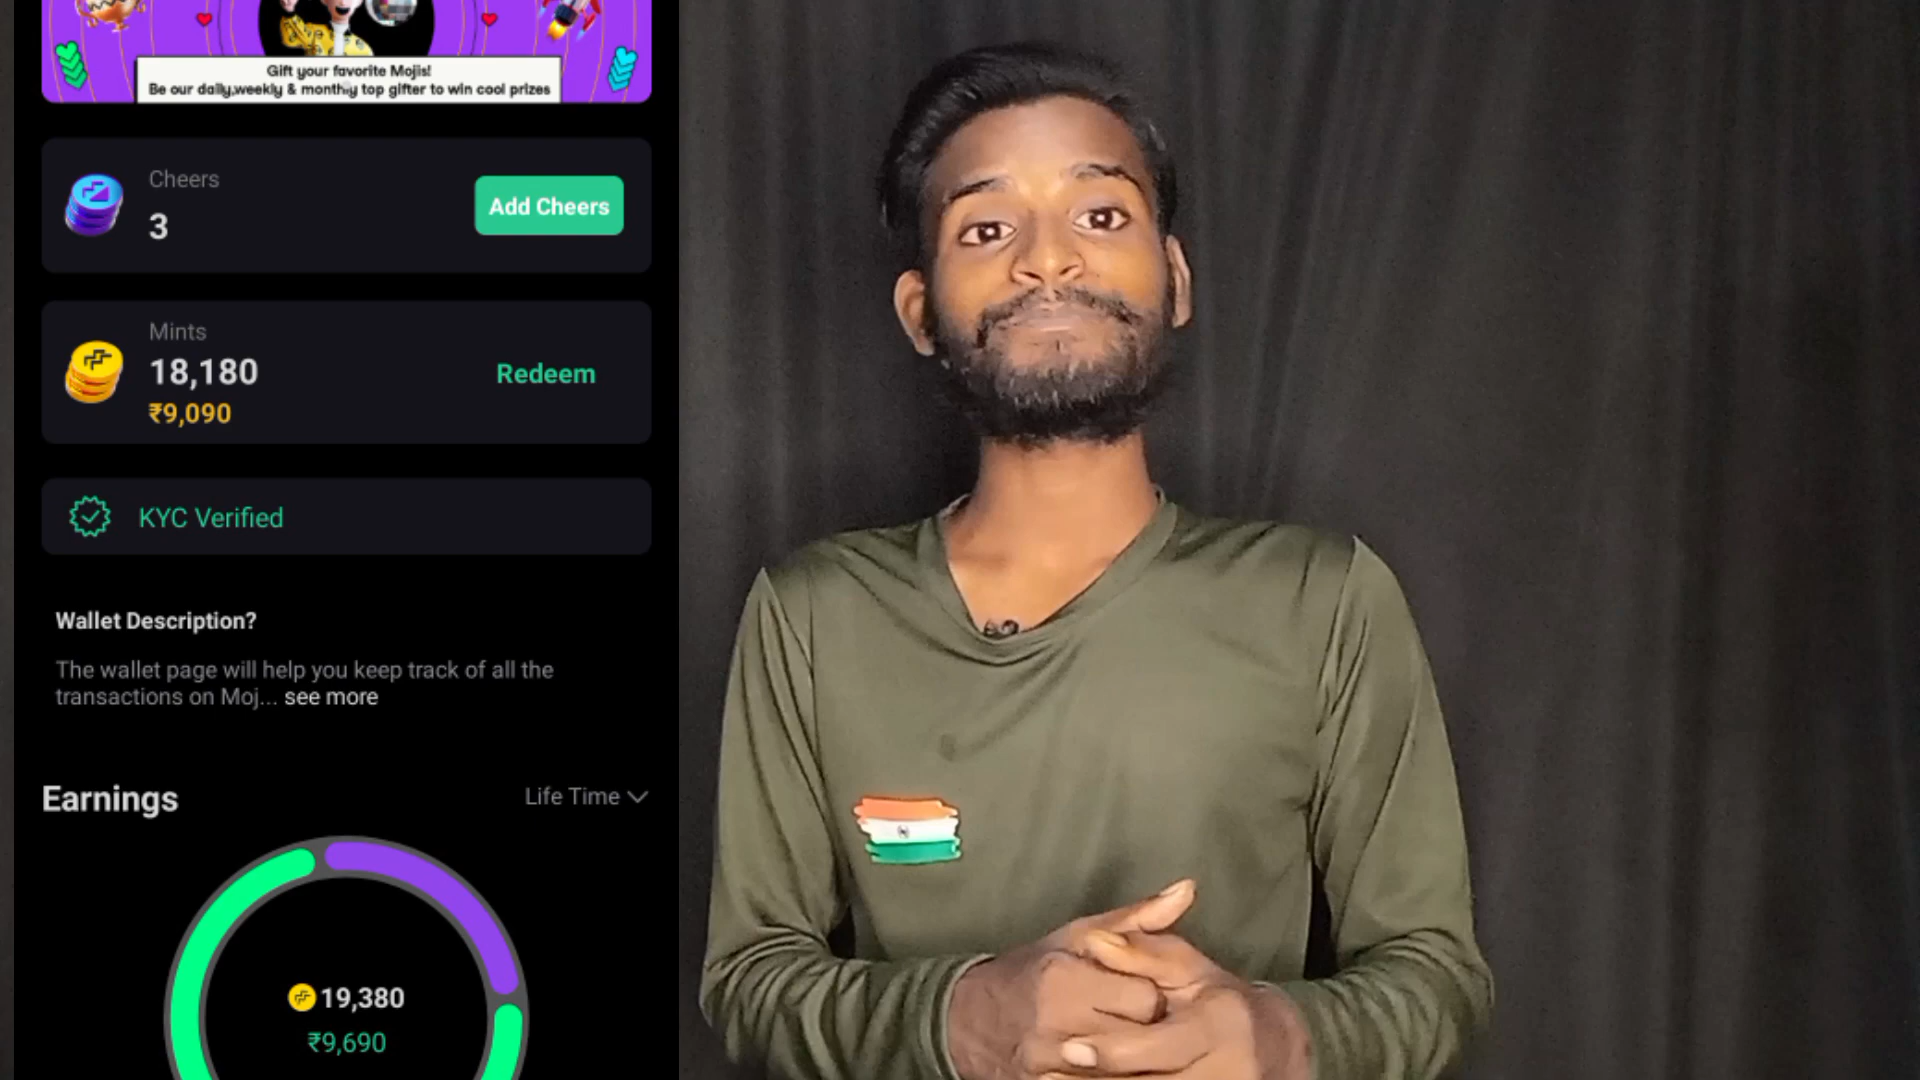 Gift your favorite Mojis!
Be our daily,weekly & monthly top gifter to win cool prizes
Cheers
3
Add Cheers
Mints
18,180
₹9,090
Redeem
KYC Verified
Wallet Description?
The wallet page will help you keep track of all the
transactions on Moj... see more
Earnings
Life Time
19,380
₹9,690